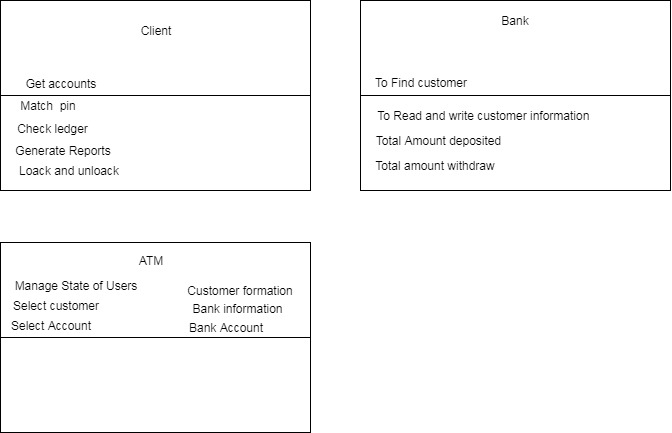 Client
Get accounts
Match  pin
Check ledger
Generate Reports
Loack and unloack
Bank
To Find customer
To Read and write customer information
Total Amount deposited
Total amount withdraw
ATM
Manage State of Users
Select customer
Select Account
Customer formation
Bank information
Bank Account